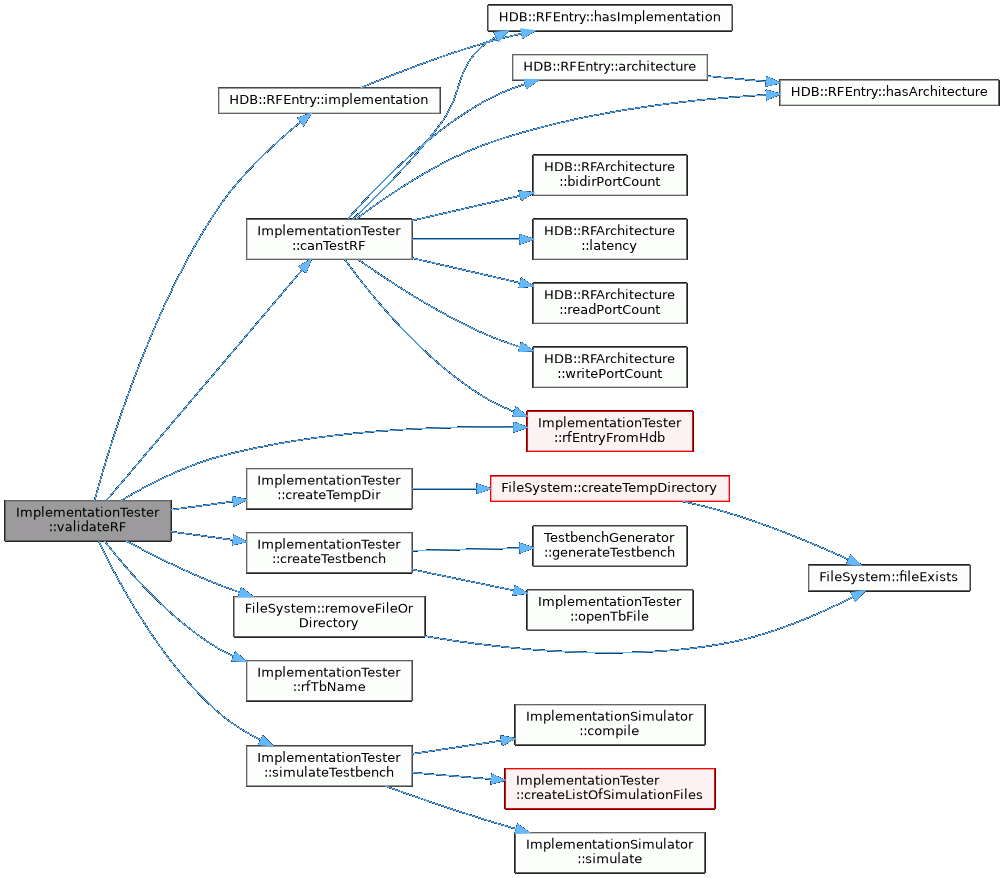 HDB::RFEntry::hasImplementation
HDB::RFEntry::architecture
HDB::RFEntry::hasArchitecture
HDB::RFEntry::implementation
HDB::RFArchitecture
::bidirPortCount
ImplementationTester
::canTestRF
HDB::RFArchitecture
::latency
HDB::RFArchitecture
::readPortCount
HDB::RFArchitecture
::writePortCount
ImplementationTester
::rfEntryFromHdb
ImplementationTester
::createTempDir
FileSystem::createTempDirectory
ImplementationTester
::validateRF
ImplementationTester
::createTestbench
TestbenchGenerator
::generateTestbench
FileSystem::fileExists
FileSystem::removeFileOr
Directory
ImplementationTester
::openTbFile
ImplementationTester
::rfTbName
ImplementationSimulator
::compile
ImplementationTester
::simulateTestbench
ImplementationTester
::createListOfSimulationFiles
ImplementationSimulator
::simulate